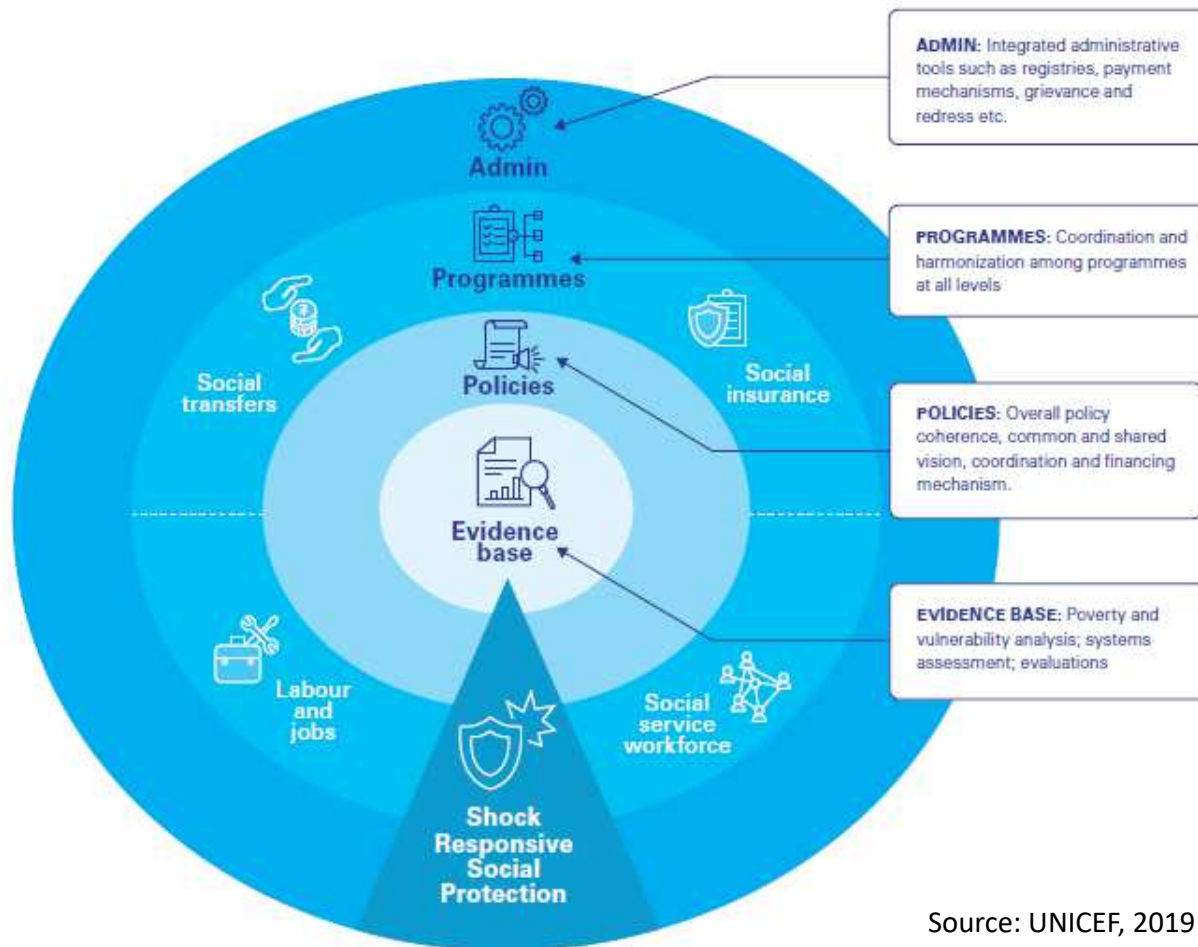 ADMIN: Integrated administrative
tools such as registries, payment
mechanisms, grievance and
redress etc.
Admin
PROGRAMMES: Coordination and
harmonization among programmes
at all levels
Programmes
Social
transfers
Social
insurance
Policies
POLICIES: Overall policy
coherence, common and shared
vision, coordination and financing
mechanism.
Evidence
base
EVIDENCE BASE: Poverty and
vulnerability analysis; systems
assessment; evaluations
Labour
and
jobs
Social
service
workforce
Shock
Responsive
Social
Protection
Source: UNICEF, 2019